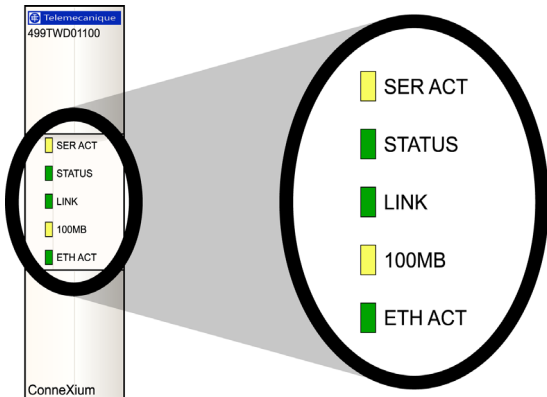 Telemecanique
499TWD01100
SER ACT
STATUS
LINK
100MB
ETH ACT
ConneXium
SER ACT
STATUS
LINK
100MB
ETH ACT